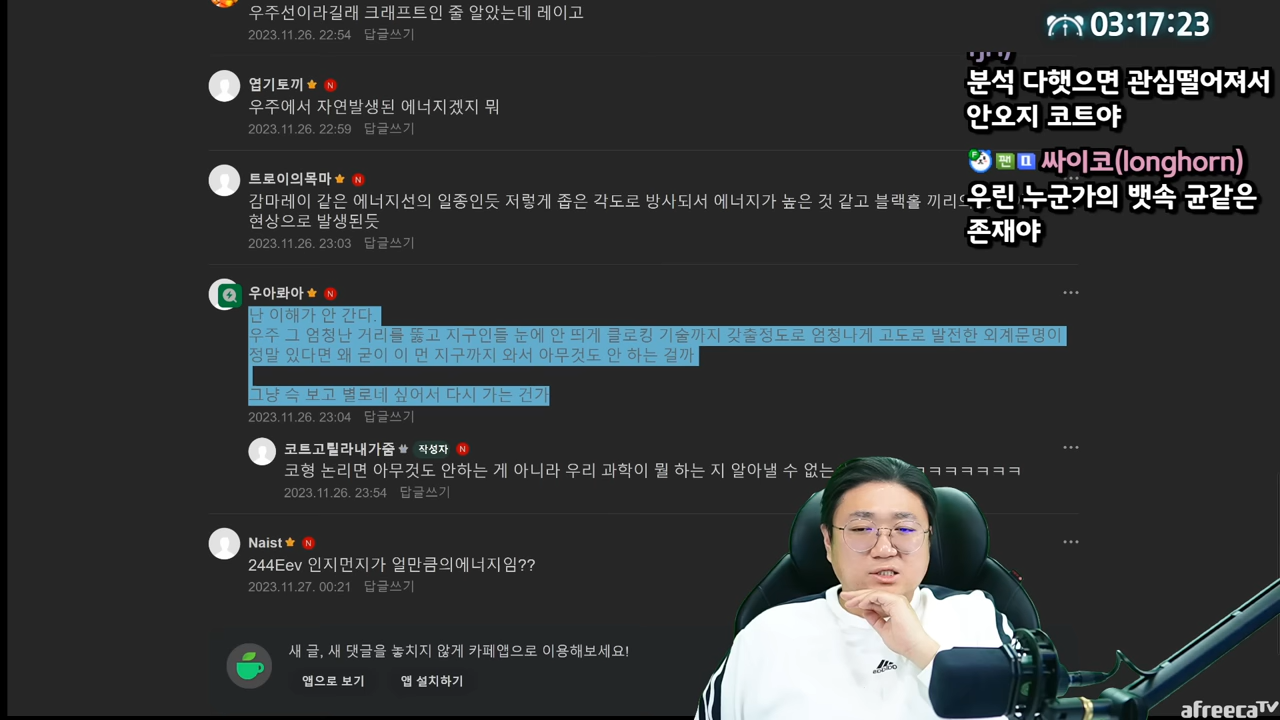 우주선이라길래 크래프트인 줄 알았는데 레이고
2023.11.26. 22:54 답글쓰기
03:17:23
분석 다햇으면 관심떨어져서
안오지 코트야
팬 싸이코(longhorn)
우린 누군가의 뱃속 균같은
존재야
엽기토끼 N
우주에서 자연발생된 에너지겠지 뭐
2023.11.26. 22:59 답글쓰기
트로이의목마 N
감마레이 같은 에너지선의 일종인듯 저렇게 좁은 각도로 방사되서 에너지가 높은 것 같고 블랙홀 끼리의
현상으로 발생된듯
2023.11.26. 23:03 답글쓰기
우아롸아 N
난 이해가 안 간다.
우주 그 엄청난 거리를 뚫고 지구인들 눈에 안 띄게 클로킹 기술까지 갖출정도로 엄청나게 고도로 발전한 외계문명이
정말 있다면 왜 굳이 이 먼 지구까지 와서 아무것도 안 하는 걸까
그냥 슥 보고 별로네 싶어서 다시 가는 건가
2023.11.26. 23:04 답글쓰기
코트고릴라내가줌 작성자 N
코형 논리면 아무것도 안하는 게 아니라 우리 과학이 뭘 하는 지 알아낼 수 없는 ㅋㅋㅋㅋㅋㅋㅋ
2023.11.26. 23:54 답글쓰기
Naist N
244Eev 인지먼지가 얼만큼의에너지임??
2023.11.27. 00:21 답글쓰기
새 글, 새 댓글을 놓치지 않게 카페앱으로 이용해보세요!
앱으로 보기 앱 설치하기
adidas
afreecaTV